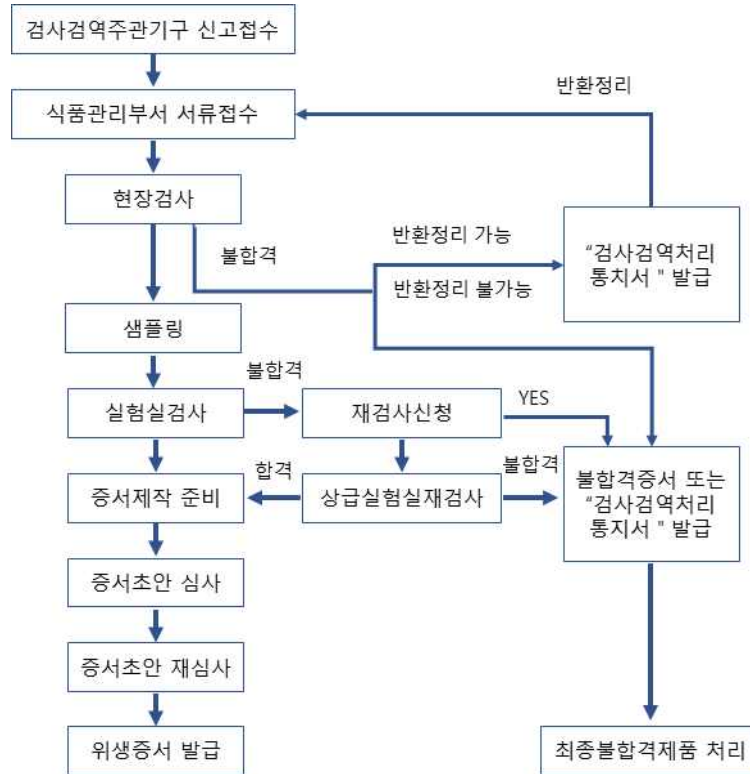 검사검역주관기구 신고접수
반환정리
식품관리부서 서류접수
현장검사
불합격
반환정리 가능
반환정리 불가능
“검사검역처리
통치서 " 발급
샘플링
불합격
실험실검사
재검사신청
YES
합격
불합격
증서제작 준비
상급실험실재검사
불합격증서 또는
“검사검역처리
통지서 " 발급
증서초안 심사
증서초안 재심사
위생증서 발급
최종불합격제품 처리